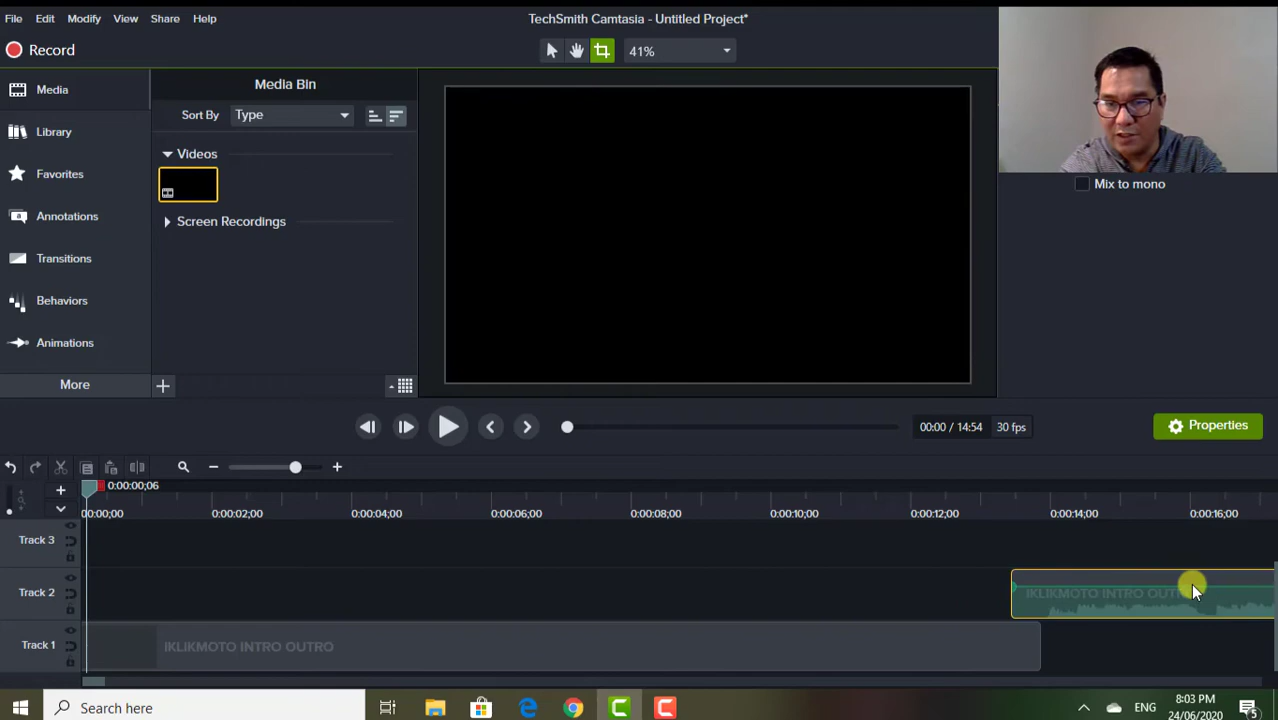 File Edit Modify View Share Help
TechSmith Camtasia - Untitled Project*
Record
41%
Media
Library
Favorites
Annotations
Transitions
Behaviors
Animations
More
Media Bin
Sort By Type
Videos
Screen Recordings
Mix to mono
00:00 / 14:54 30 fps
Properties
0:00:00;06
00:00;00 0:00:02;00 0:00:04;00 0:00:06;00 0:00:08;00 0:00:10;00 0:00:12;00 0:00:14;00 0:00:16;00
Track 3
Track 2
IKLIKMOTO INTRO OUT
Track 1
IKLIKMOTO INTRO OUTRO
Search here
ENG
8:03 PM
24/06/2020
5